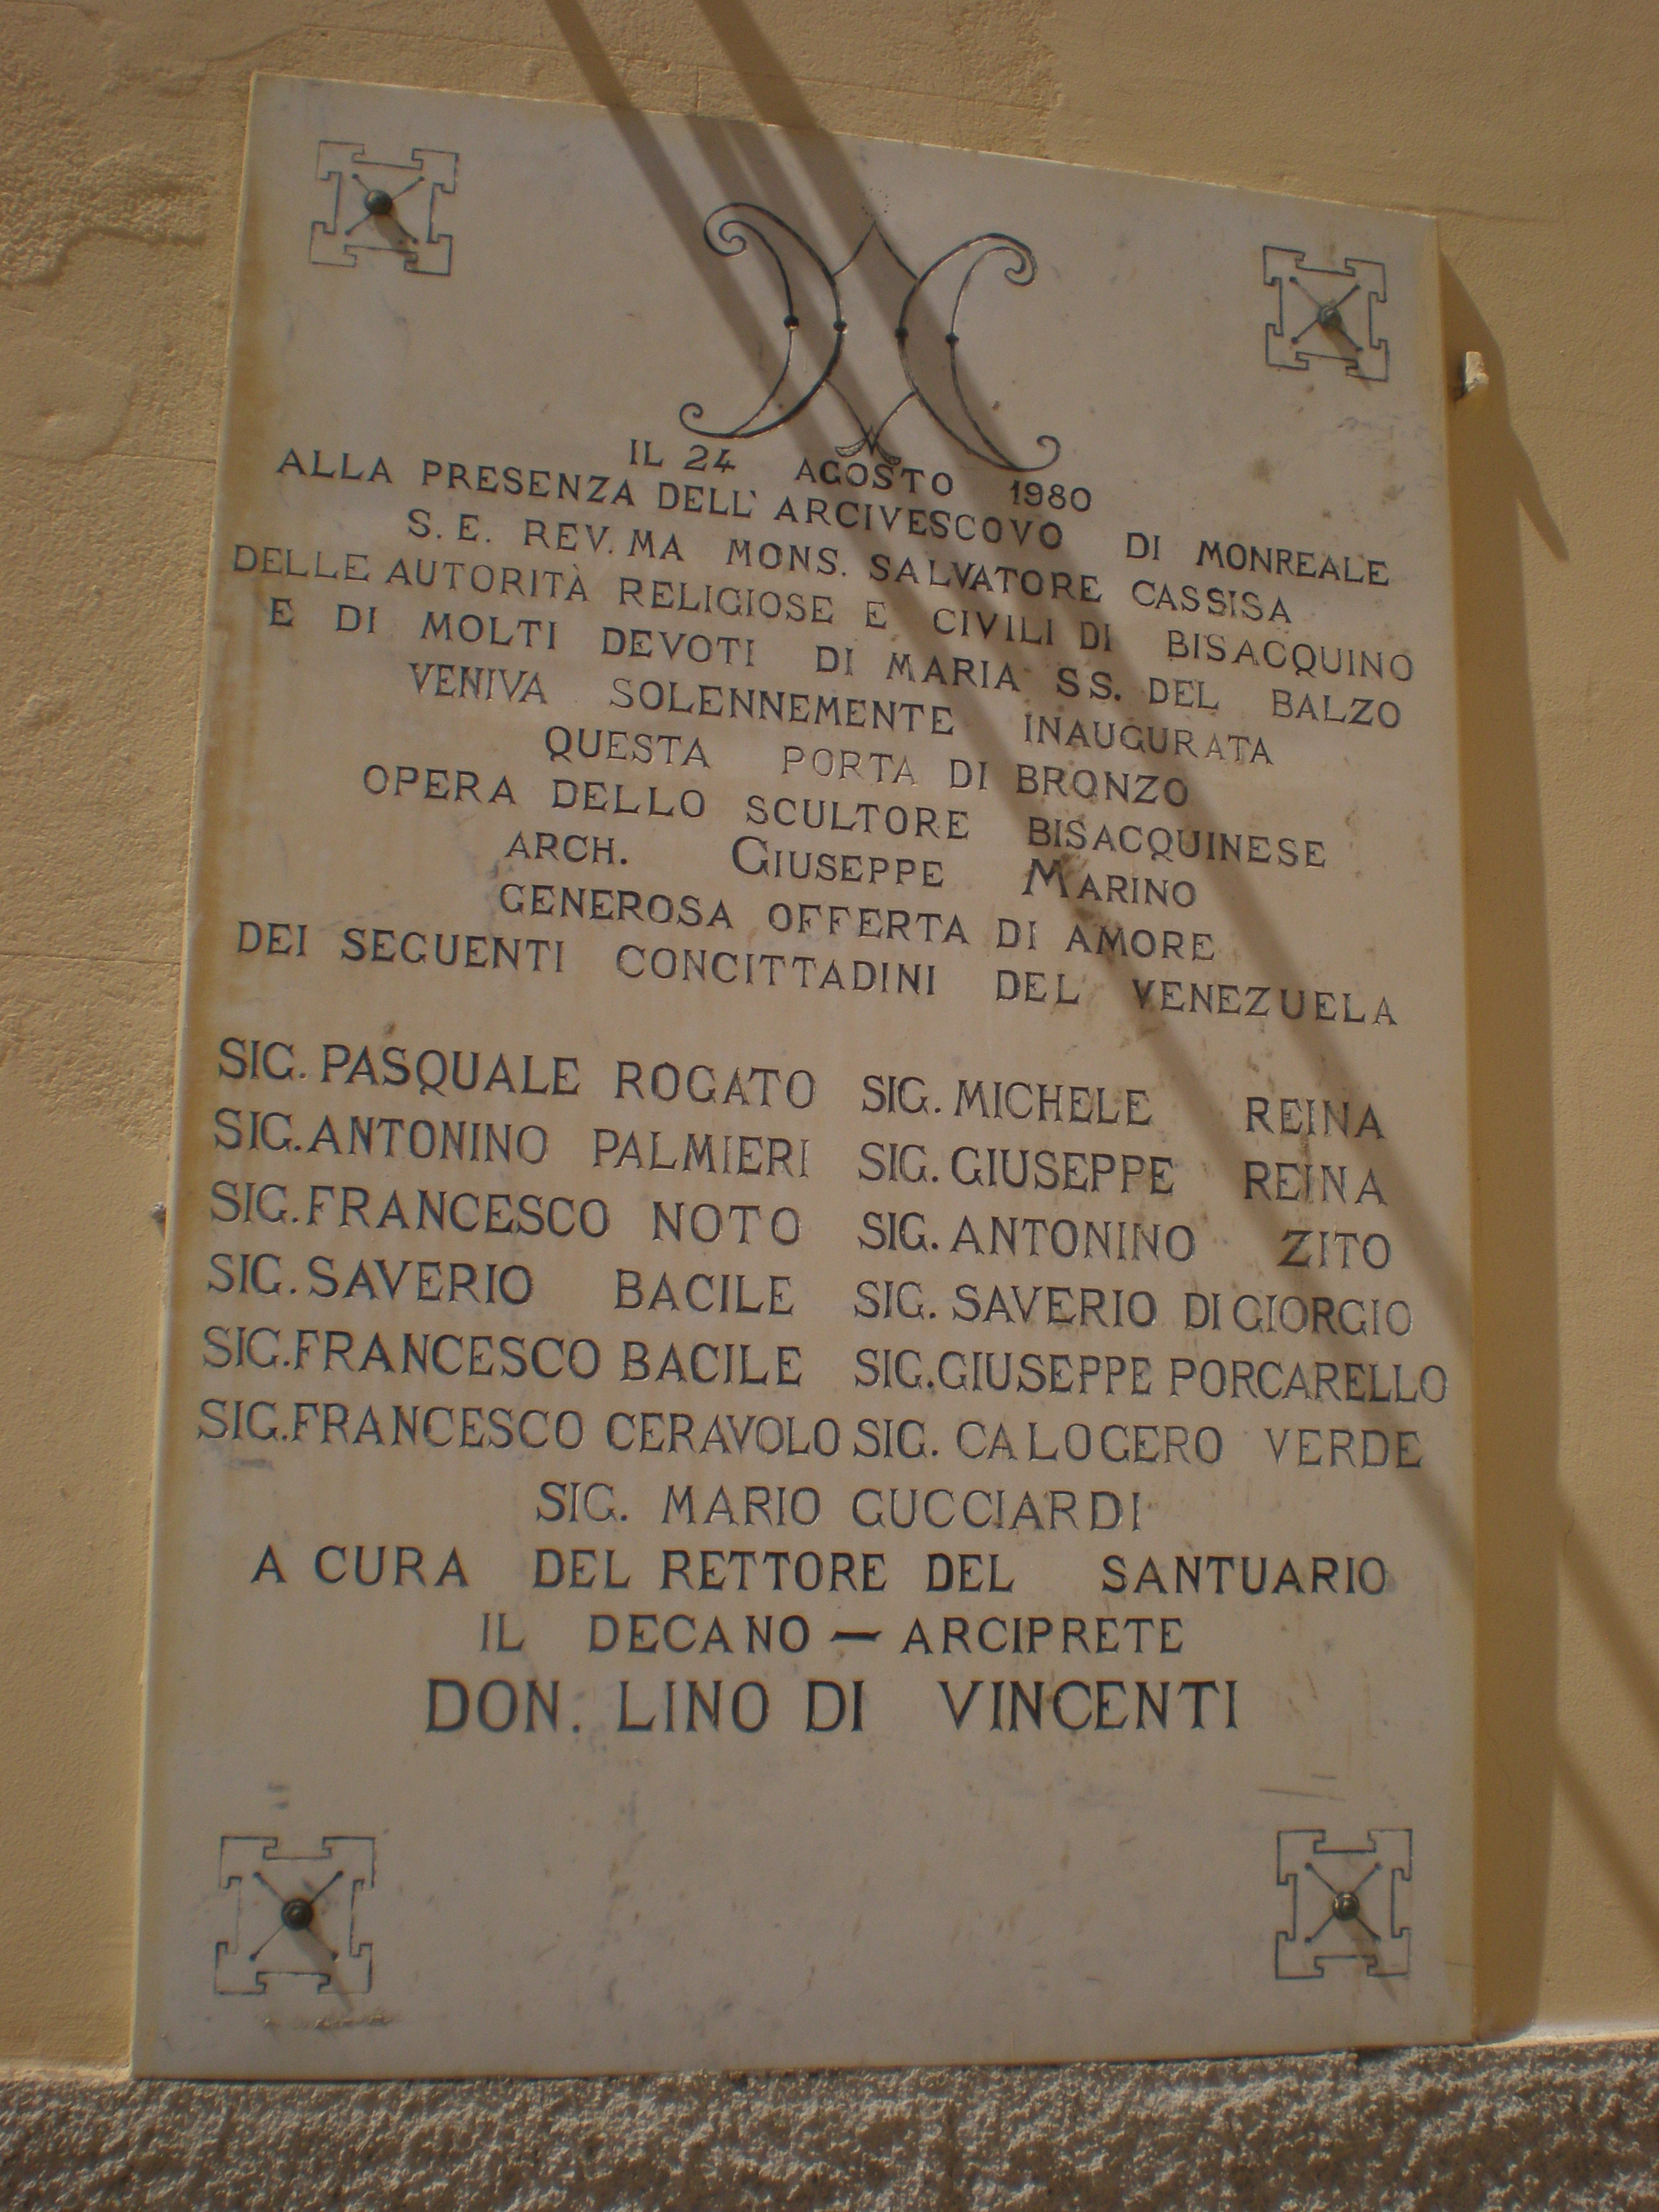 IL 24 AGOSTO 1980
ALLA PRESENZA DELL' ARCIVESCOVO DI MONREALE
S. E. REV. MA MONS. SALVATORE CASSISA
DELLE AUTORITÀ RELIGIOSE E CIVILI DI BISACQUINO
E DI MOLTI DEVOTI DI MARIA SS. DEL BALZO
VENIVA SOLENNEMENTE INAUGURATA
QUESTA PORTA DI BRONZO
OPERA DELLO SCULTORE BISACQUINESE
ARCH. GIUSEPPE MARINO
GENEROSA OFFERTA DI AMORE
DEI SEGUENTI CONCITTADINI DEL VENEZUELA
SIG. PASQUALE ROGATO SIG. MICHELE REINA
SIG. ANTONINO PALMIERI SIG. GIUSEPPE REINA
SIG. FRANCESCO NOTO SIG. ANTONINO ZITO
SIG. SAVERIO BACILE SIG. SAVERIO DI GIORGIO
SIG. FRANCESCO BACILE SIG. GIUSEPPE PORCARELLO
SIG. FRANCESCO CERAVOLO SIG. CALOGERO VERDE
SIG. MARIO GUCCIARDI
A CURA DEL RETTORE DEL SANTUARIO
IL DECANO — ARCIPRETE
DON. LINO DI VINCENTI